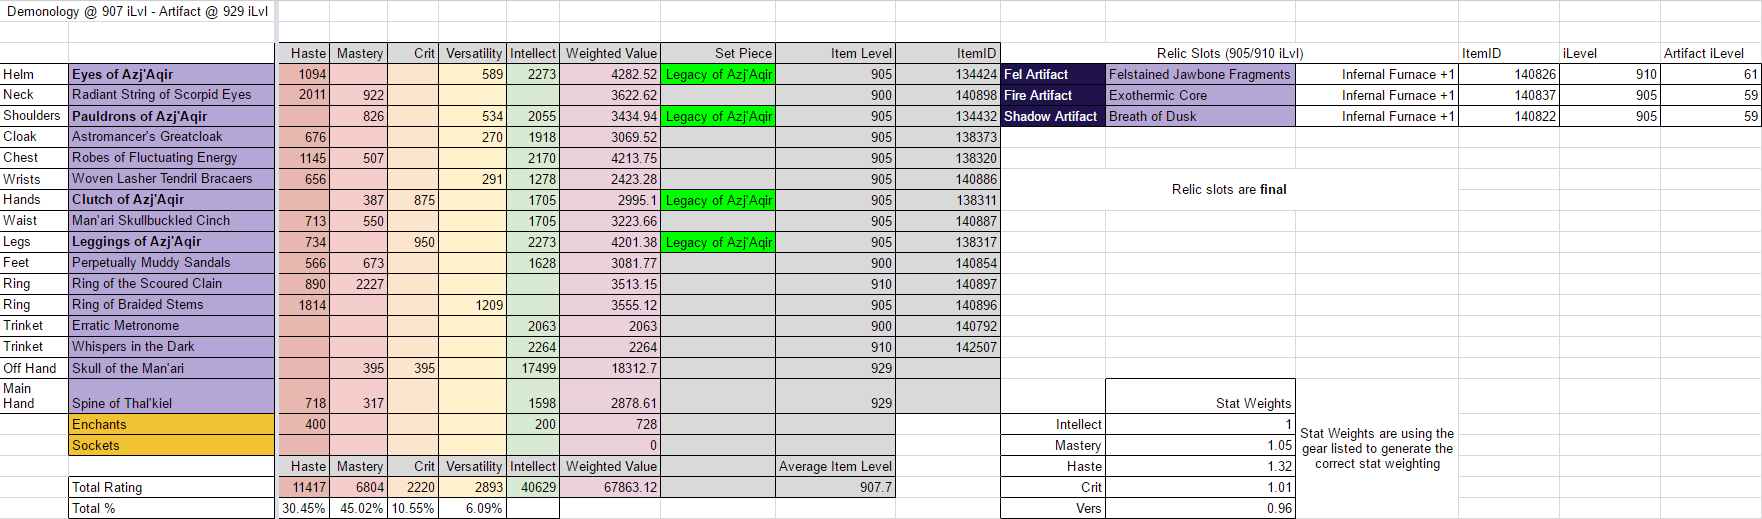 Demonology @ 907 iLvl - Artifact @ 929 iLvl
Haste Mastery Crit Versatility Intellect Weighted Value Set Piece Item Level ItemID Relic Slots (905/910 iLvl) ItemID iLevel Artifact iLevel
Helm Eyes of Azj'Aqir 1094 589 2273 4282.52 Legacy of Azj'Aqir 905 134424 Fel Artifact Felstained Jawbone Fragments Infernal Furnace +1 140826 910 61
Neck Radiant String of Scorpid Eyes 2011 922 3622.62 900 140898 Fire Artifact Exothermic Core Infernal Furnace +1 140837 905 59
Shoulders Pauldrons of Azj'Aqir 826 534 2055 3434.94 Legacy of Azj'Aqir 905 134432 Shadow Artifact Breath of Dusk Infernal Furnace +1 140822 905 59
Cloak Astromancer's Greatcloak 676 270 1918 3069.52 905 138373
Chest Robes of Fluctuating Energy 1145 507 2170 4213.75 905 138320
Wrists Woven Lasher Tendril Bracaers 656 291 1278 2423.28 905 140886
Relic slots are final
Hands Clutch of Azj'Aqir 387 875 1705 2995.1 Legacy of Azj'Aqir 905 138311
Waist Man'ari Skullbuckled Cinch 713 550 1705 3223.66 905 140887
Legs Leggings of Azj'Aqir 734 950 2273 4201.38 Legacy of Azj'Aqir 905 138317
Feet Perpetually Muddy Sandals 566 673 1628 3081.77 900 140854
Ring Ring of the Scoured Clain 890 2227 3513.15 910 140897
Ring Ring of Braided Stems 1814 1209 3555.12 905 140896
Trinket Erratic Metronome 2063 2063 900 140792
Trinket Whispers in the Dark 2264 2264 910 142507
Off Hand Skull of the Man'ari 395 395 17499 18312.7 929
Main
Hand Spine of Thal'kiel 718 317 1598 2878.61 929 Stat Weights
Enchants 400 200 728 Intellect 1
Sockets 0 Mastery 1.05
Haste Mastery Crit Versatility Intellect Weighted Value Average Item Level Haste 1.32
Total Rating 11417 6804 2220 2893 40629 67863.12 907.7 Crit 1.01
Total % 30.45% 45.02% 10.55% 6.09% Vers 0.96
Stat Weights are using the
gear listed to generate the
correct stat weighting